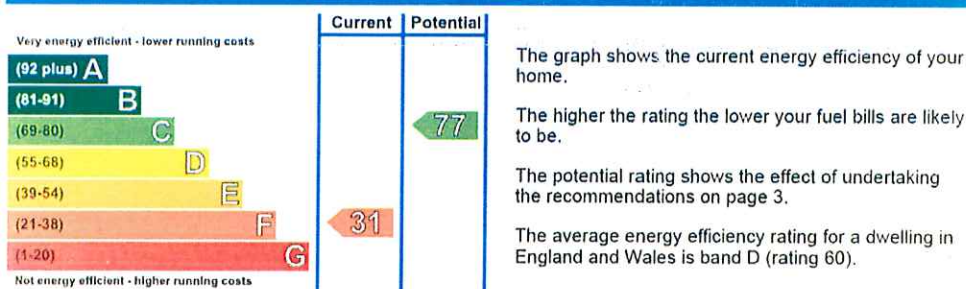 Current Potential
Very energy efficient - lower running costs
(92 plus) A
(81-91) B
(69-80) C
77
(55-68) D
(39-54) E
(21-38) F
31
(1-20) G
Not energy efficient - higher running costs
The graph shows the current energy efficiency of your
home.
The higher the rating the lower your fuel bills are likely
to be.
The potential rating shows the effect of undertaking
the recommendations on page 3.
The average energy efficiency rating for a dwelling in
England and Wales is band D (rating 60).